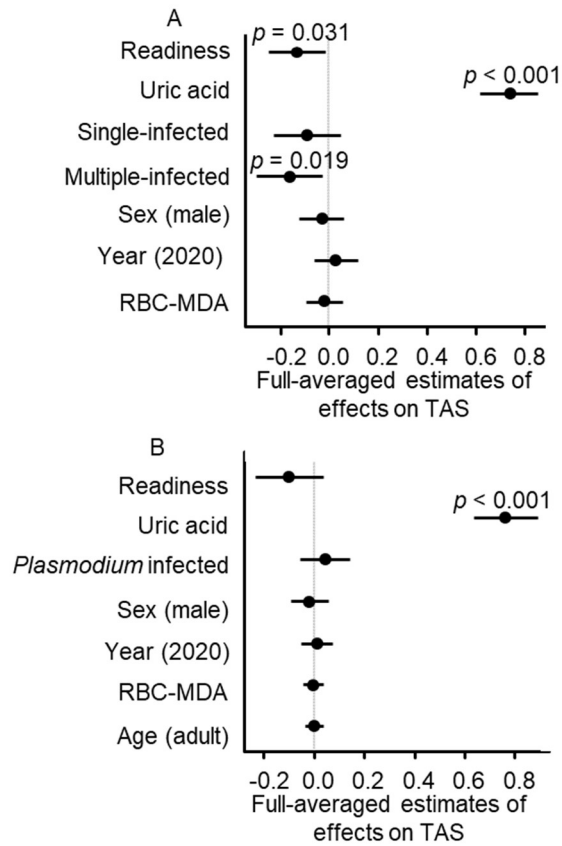 A
p = 0.031
Readiness
p < 0.001
Uric acid
Single-infected
p = 0.019
Multiple-infected
Sex (male)
Year (2020)
RBC-MDA
-0.2 0.0 0.2 0.4 0.6 0.8
Full-averaged estimates of
effects on TAS
B
Readiness
p < 0.001
Uric acid
Plasmodium infected
Sex (male)
Year (2020)
RBC-MDA
Age (adult)
-0.2 0.0 0.2 0.4 0.6 0.8
Full-averaged estimates of
effects on TAS